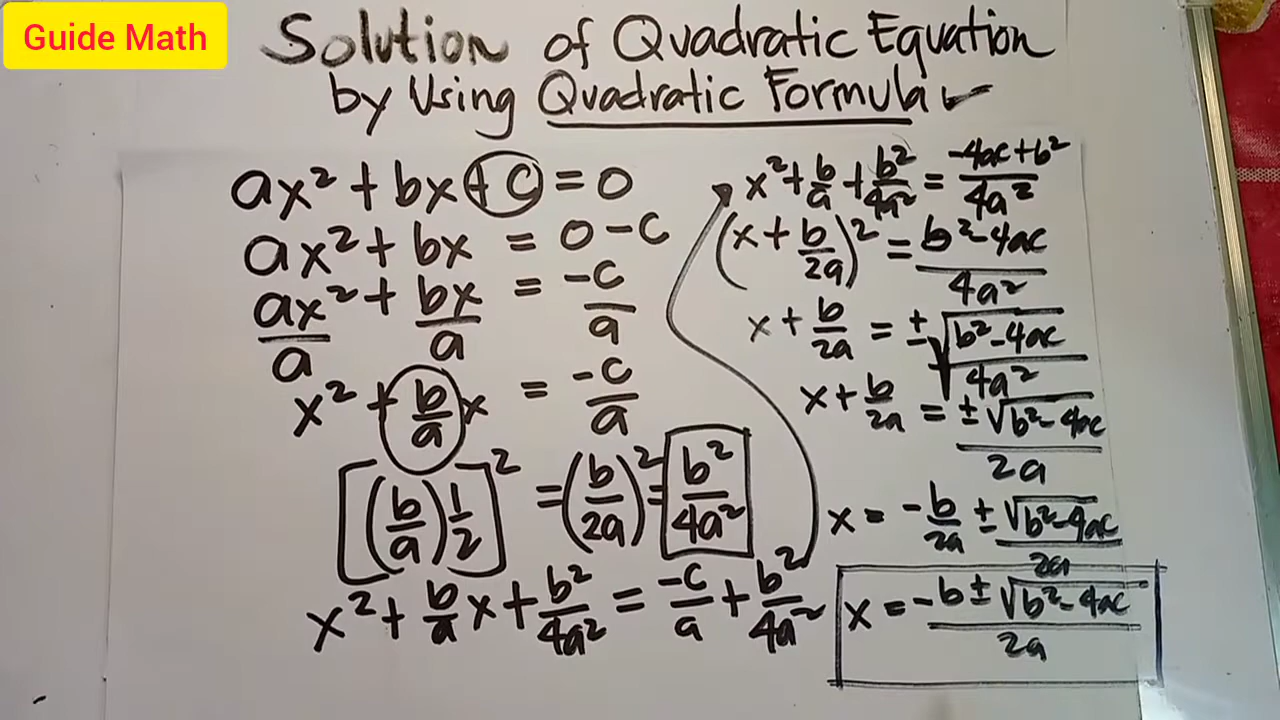 Guide Math
Solution of Quadratic Equation
by Using Quadratic Formula ✓
ax² + bx + c = 0
ax² + bx = 0 - c
ax²/a + bx/a = -c/a
x² + b/a x = -c/a
[(b/a) 1/2]² = (b/2a)² = b²/4a²
x² + b/a x + b²/4a² = -c/a + b²/4a²
x² + b/a + b²/4a² = -4ac + b²/4a²
(x + b/2a)² = b² - 4ac/4a²
x + b/2a = ± √b² - 4ac/4a²
x + b/2a = ± √b² - 4ac/2a
x = -b/2a ± √b² - 4ac/2a
x = -b ± √b² - 4ac/2a